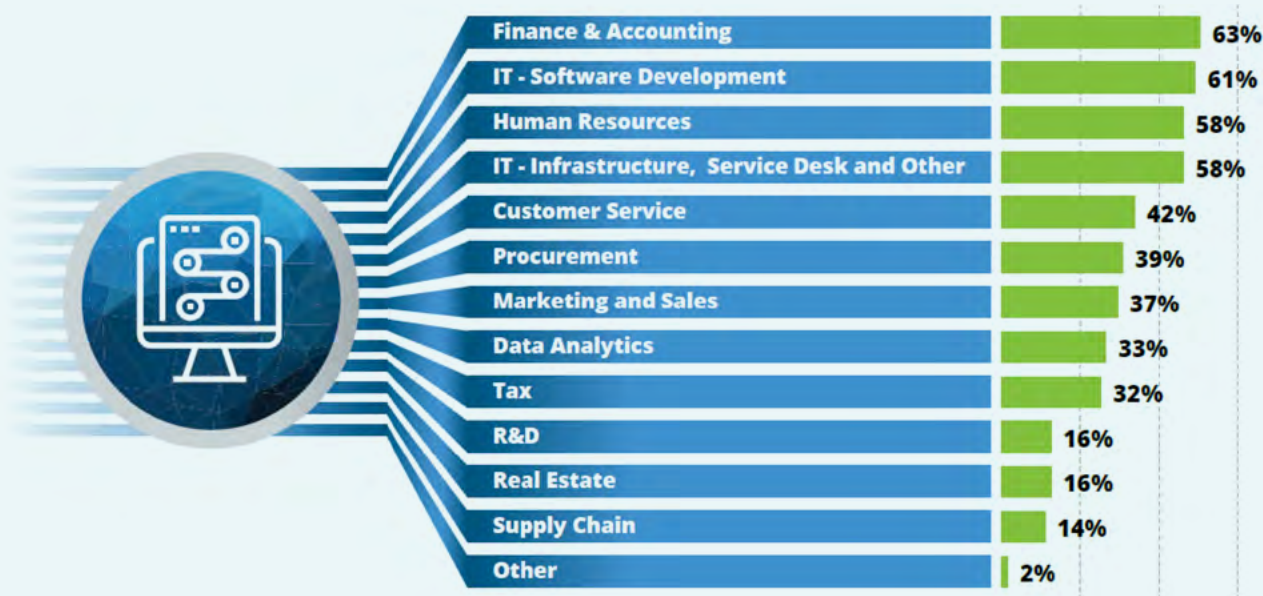 Finance & Accounting 63%
IT - Software Development 61%
Human Resources 58%
IT - Infrastructure,  Service Desk and Other 58%
Customer Service 42%
Procurement 39%
Marketing and Sales 37%
Data Analytics 33%
Tax 32%
R&D 16%
Real Estate 16%
Supply Chain 14%
Other 2%